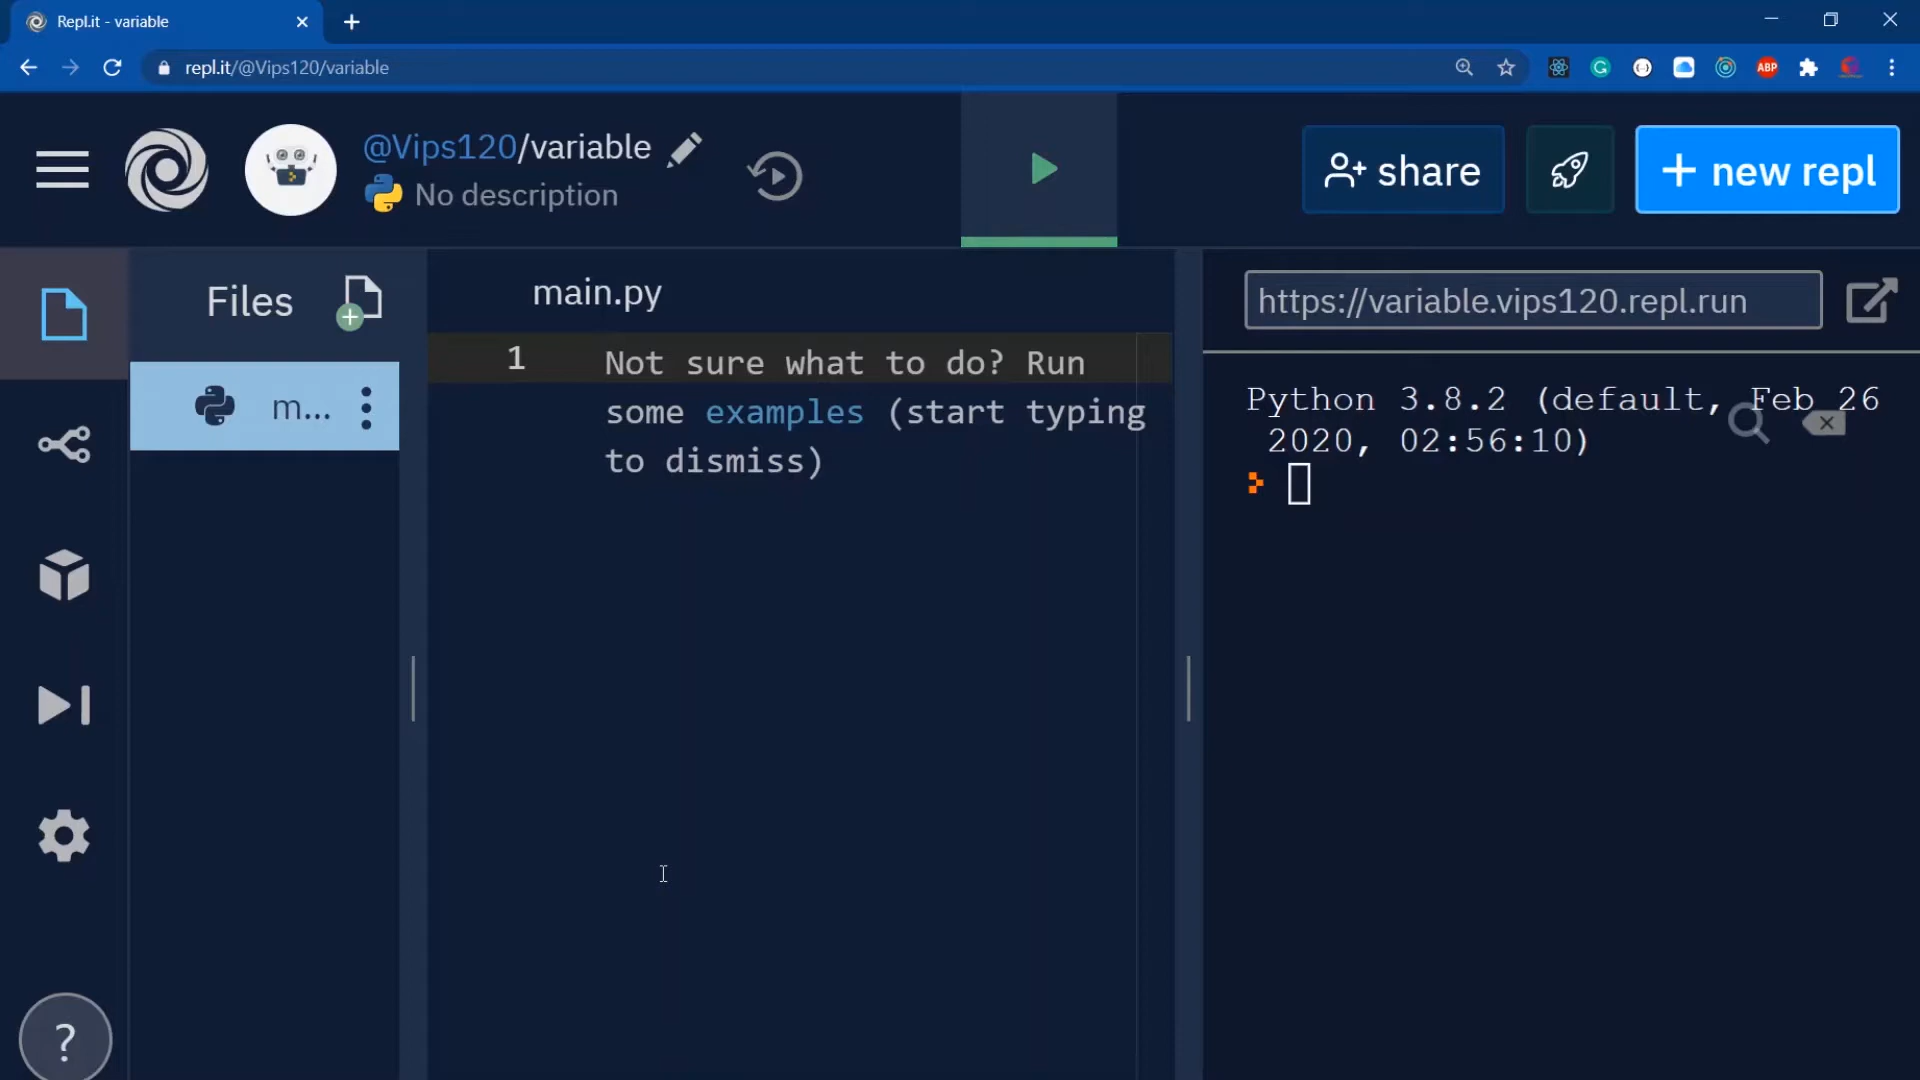 Repl.it - variable
repl.it/@Vips120/variable
ABP
@Vips120/variable
No description
share
+ new repl
Files
main.py
https://variable.vips120.repl.run
m...
1 Not sure what to do? Run
some examples (start typing
to dismiss)
Python 3.8.2 (default, Feb 26
2020, 02:56:10)
?